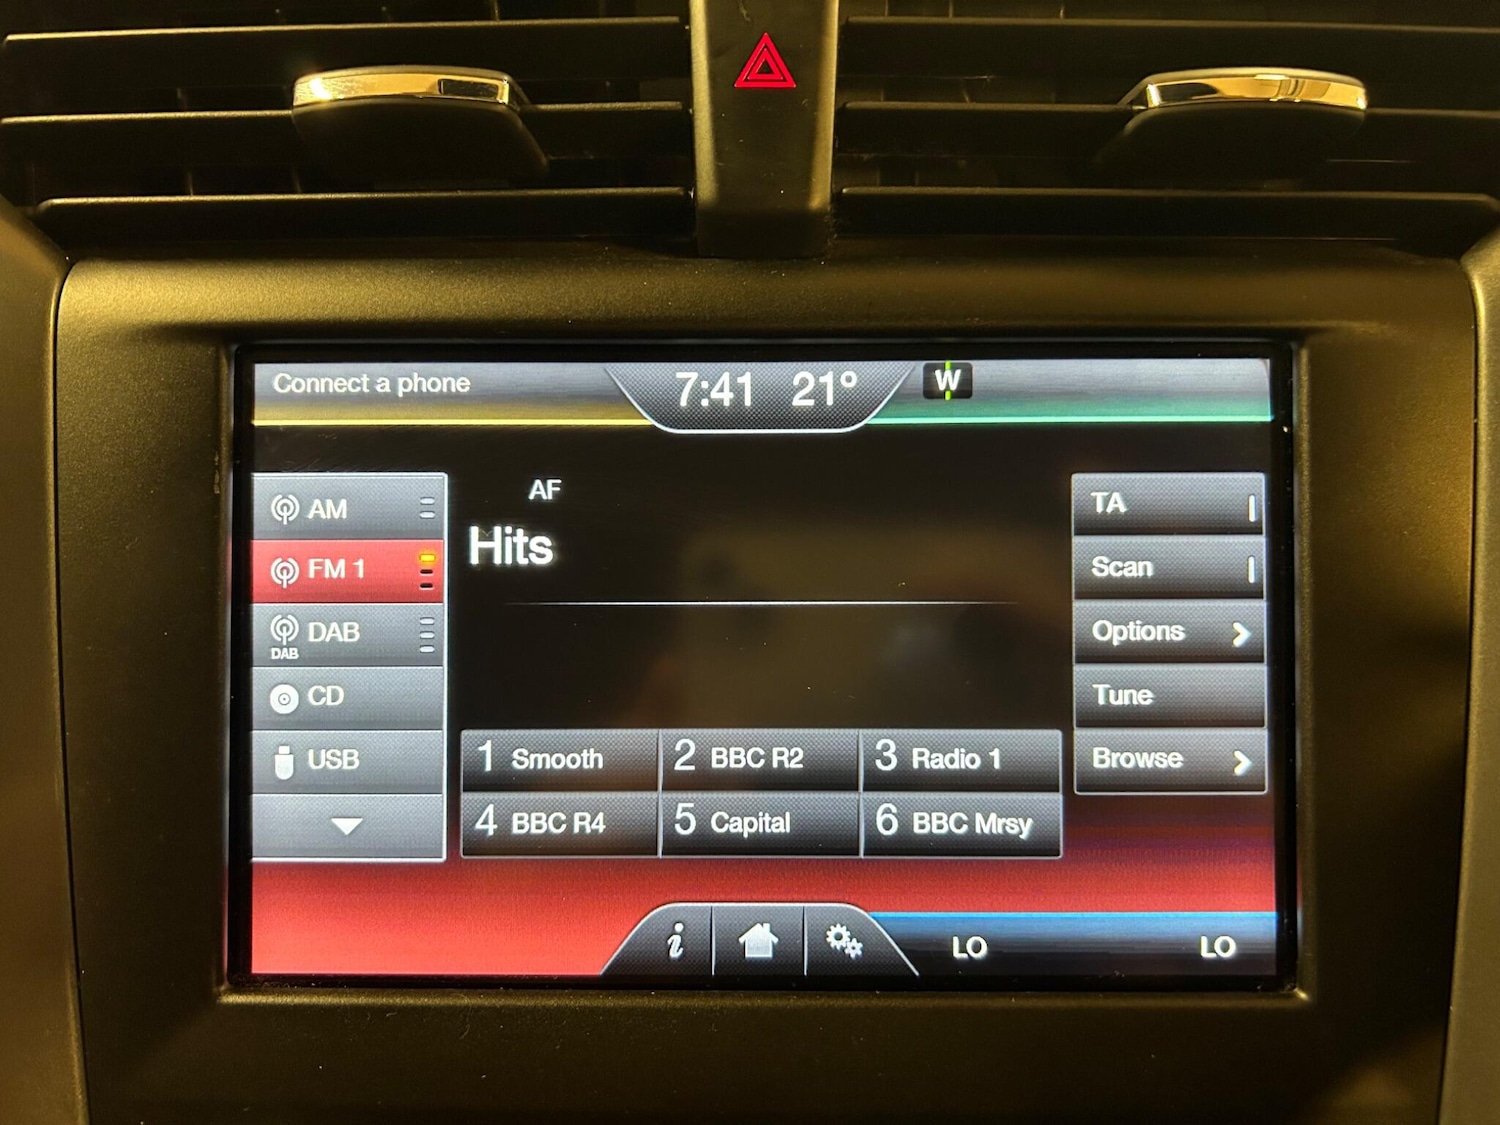 Connect a phone
7:41 21°
W
AM
FM 1
DAB
DAB
CD
USB
AF
Hits
1 Smooth
2 BBC R2
3 Radio 1
4 BBC R4
5 Capital
6 BBC Mrsy
TA
Scan
Options
Tune
Browse
i
LO
LO